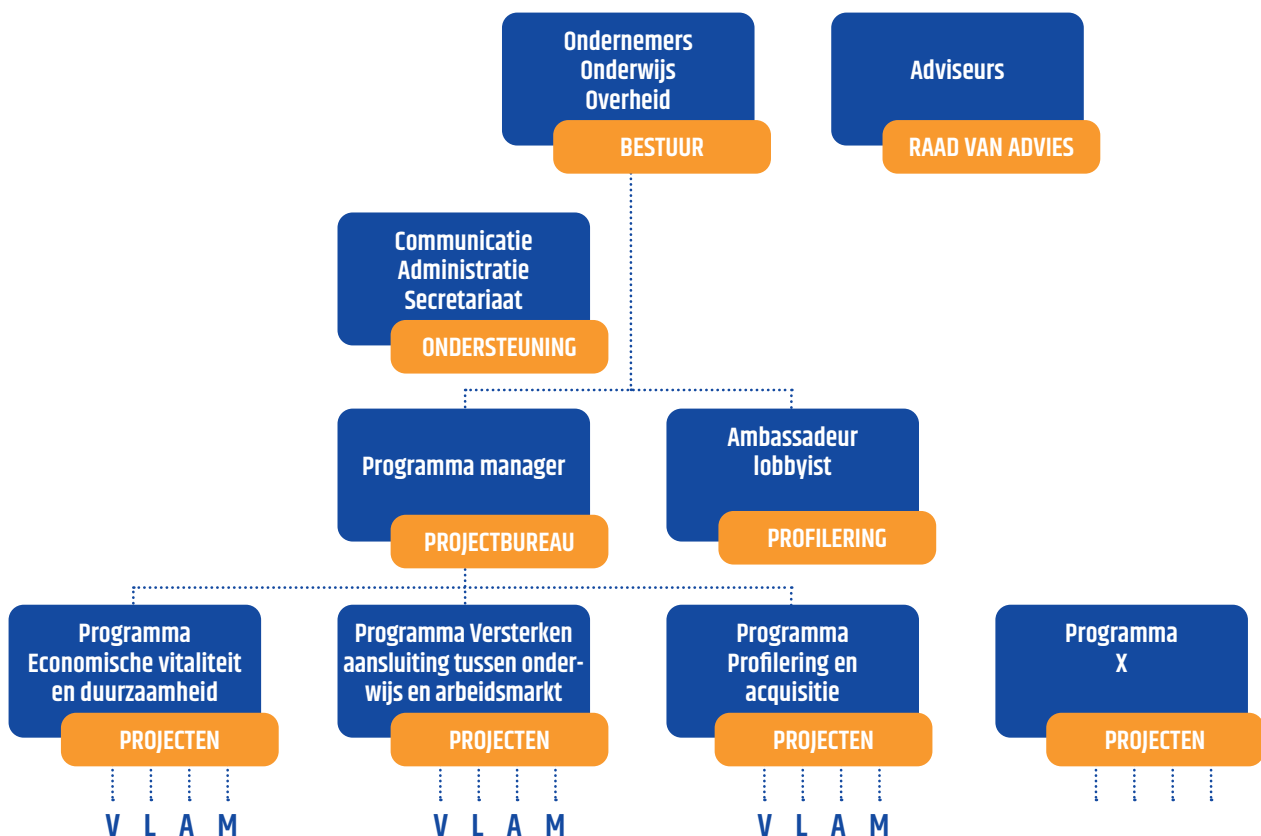 Ondernemers
Onderwijs
Overheid
BESTUUR
Adviseurs
RAAD VAN ADVIES
Communicatie
Administratie
Secretariaat
ONDERSTEUNING
Programma manager
PROJECTBUREAU
Ambassadeur
lobbyist
PROFILERING
Programma
Economische vitaliteit
en duurzaamheid
PROJECTEN
V L A M
Programma Versterken
aansluiting tussen onder-
wijs en arbeidsmarkt
PROJECTEN
V L A M
Programma
Profilering en
acquisitie
PROJECTEN
V L A M
Programma
X
PROJECTEN